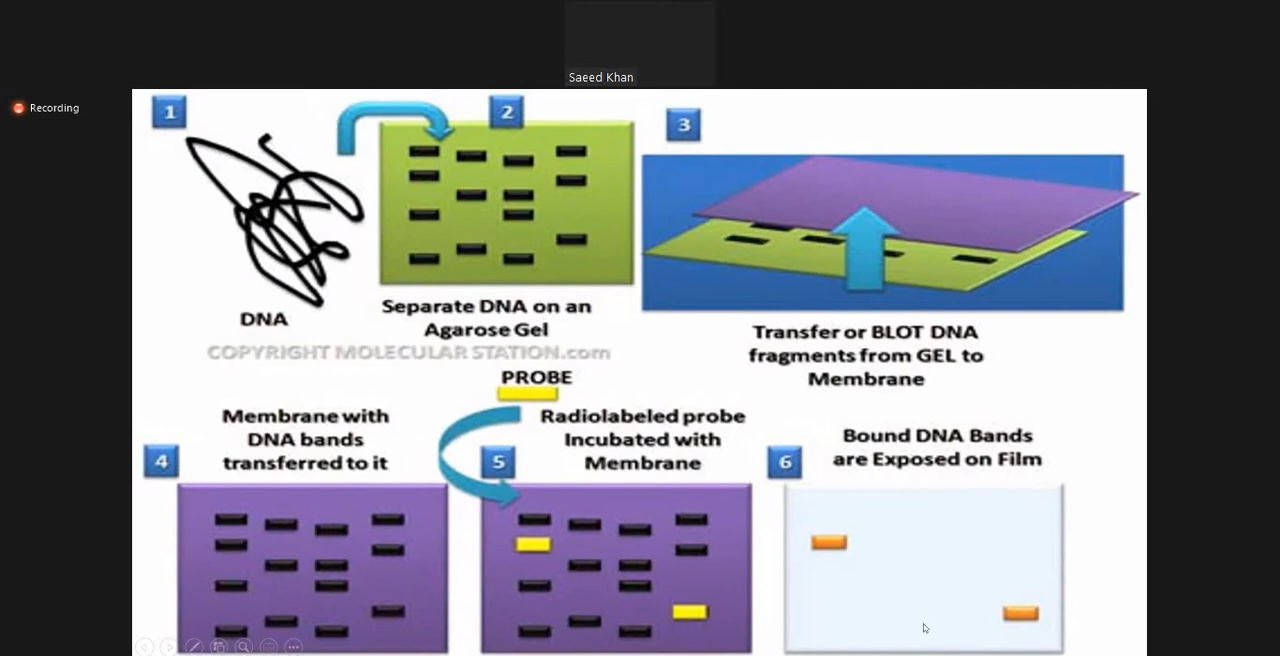 Saeed Khan
Recording
1
2
3
DNA
Separate DNA on an
Agarose Gel
COPYRIGHT MOLECULAR STATION.com
Transfer or BLOT DNA
fragments from GEL to
Membrane
PROBE
4
Membrane with
DNA bands
transferred to it
5
Radiolabeled probe
Incubated with
Membrane
6
Bound DNA Bands
are Exposed on Film